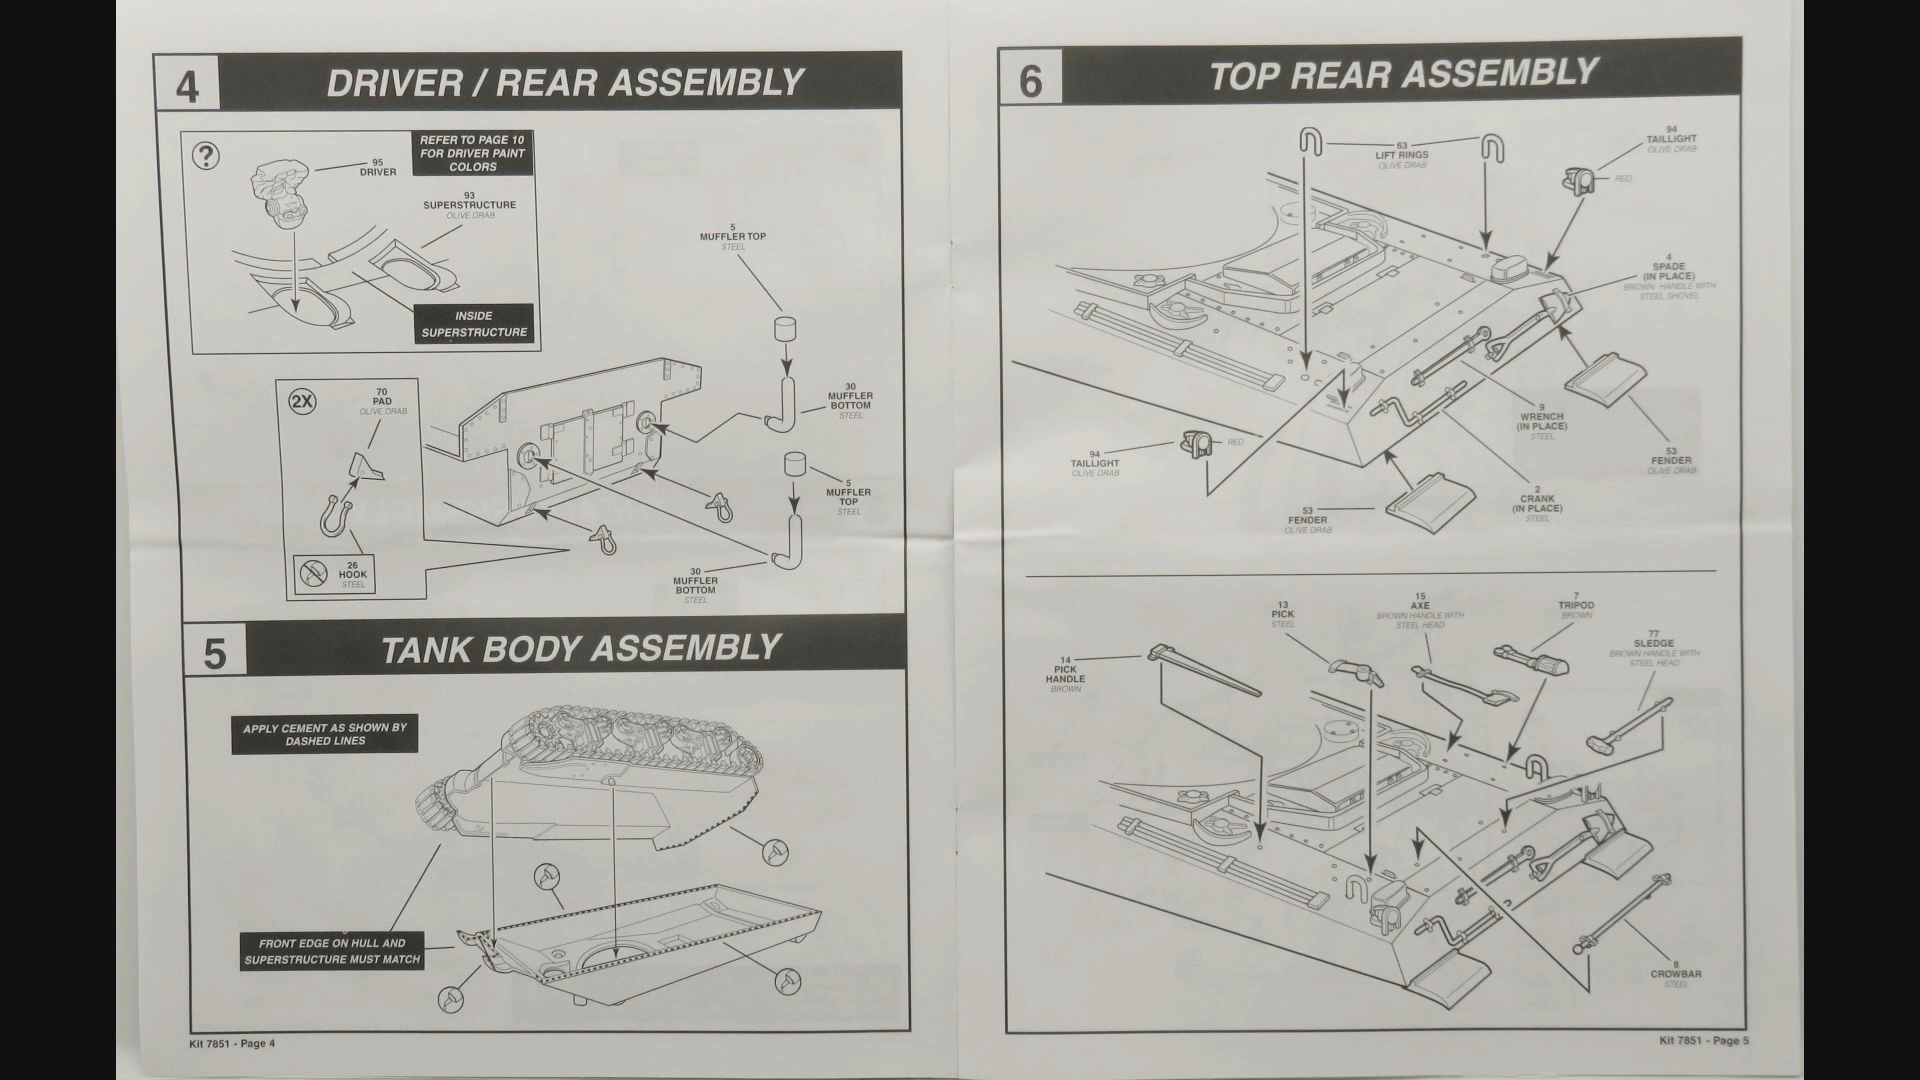 4
DRIVER / REAR ASSEMBLY
?
REFER TO PAGE 10
FOR DRIVER PAINT
COLORS
95
DRIVER
93
SUPERSTRUCTURE
OLIVE DRAB
INSIDE
SUPERSTRUCTURE
5
MUFFLER TOP
STEEL
2X
70
PAD
OLIVE DRAB
30
MUFFLER
BOTTOM
STEEL
5
MUFFLER
TOP
STEEL
26
HOOK
STEEL
30
MUFFLER
BOTTOM
STEEL
5
TANK BODY ASSEMBLY
APPLY CEMENT AS SHOWN BY
DASHED LINES
FRONT EDGE ON HULL AND
SUPERSTRUCTURE MUST MATCH
Kit 7851 - Page 4
6
TOP REAR ASSEMBLY
63
LIFT RINGS
OLIVE DRAB
94
TAILLIGHT
OLIVE DRAB
RED
4
SPADE
(IN PLACE)
BROWN HANDLE WITH
STEEL SHOVEL
9
WRENCH
(IN PLACE)
STEEL
53
FENDER
OLIVE DRAB
94
TAILLIGHT
OLIVE DRAB
RED
2
CRANK
(IN PLACE)
STEEL
53
FENDER
OLIVE DRAB
13
PICK
STEEL
15
AXE
BROWN HANDLE WITH
STEEL HEAD
7
TRIPOD
BROWN
77
SLEDGE
BROWN HANDLE WITH
STEEL HEAD
14
PICK
HANDLE
BROWN
8
CROWBAR
STEEL
Kit 7851 - Page 5